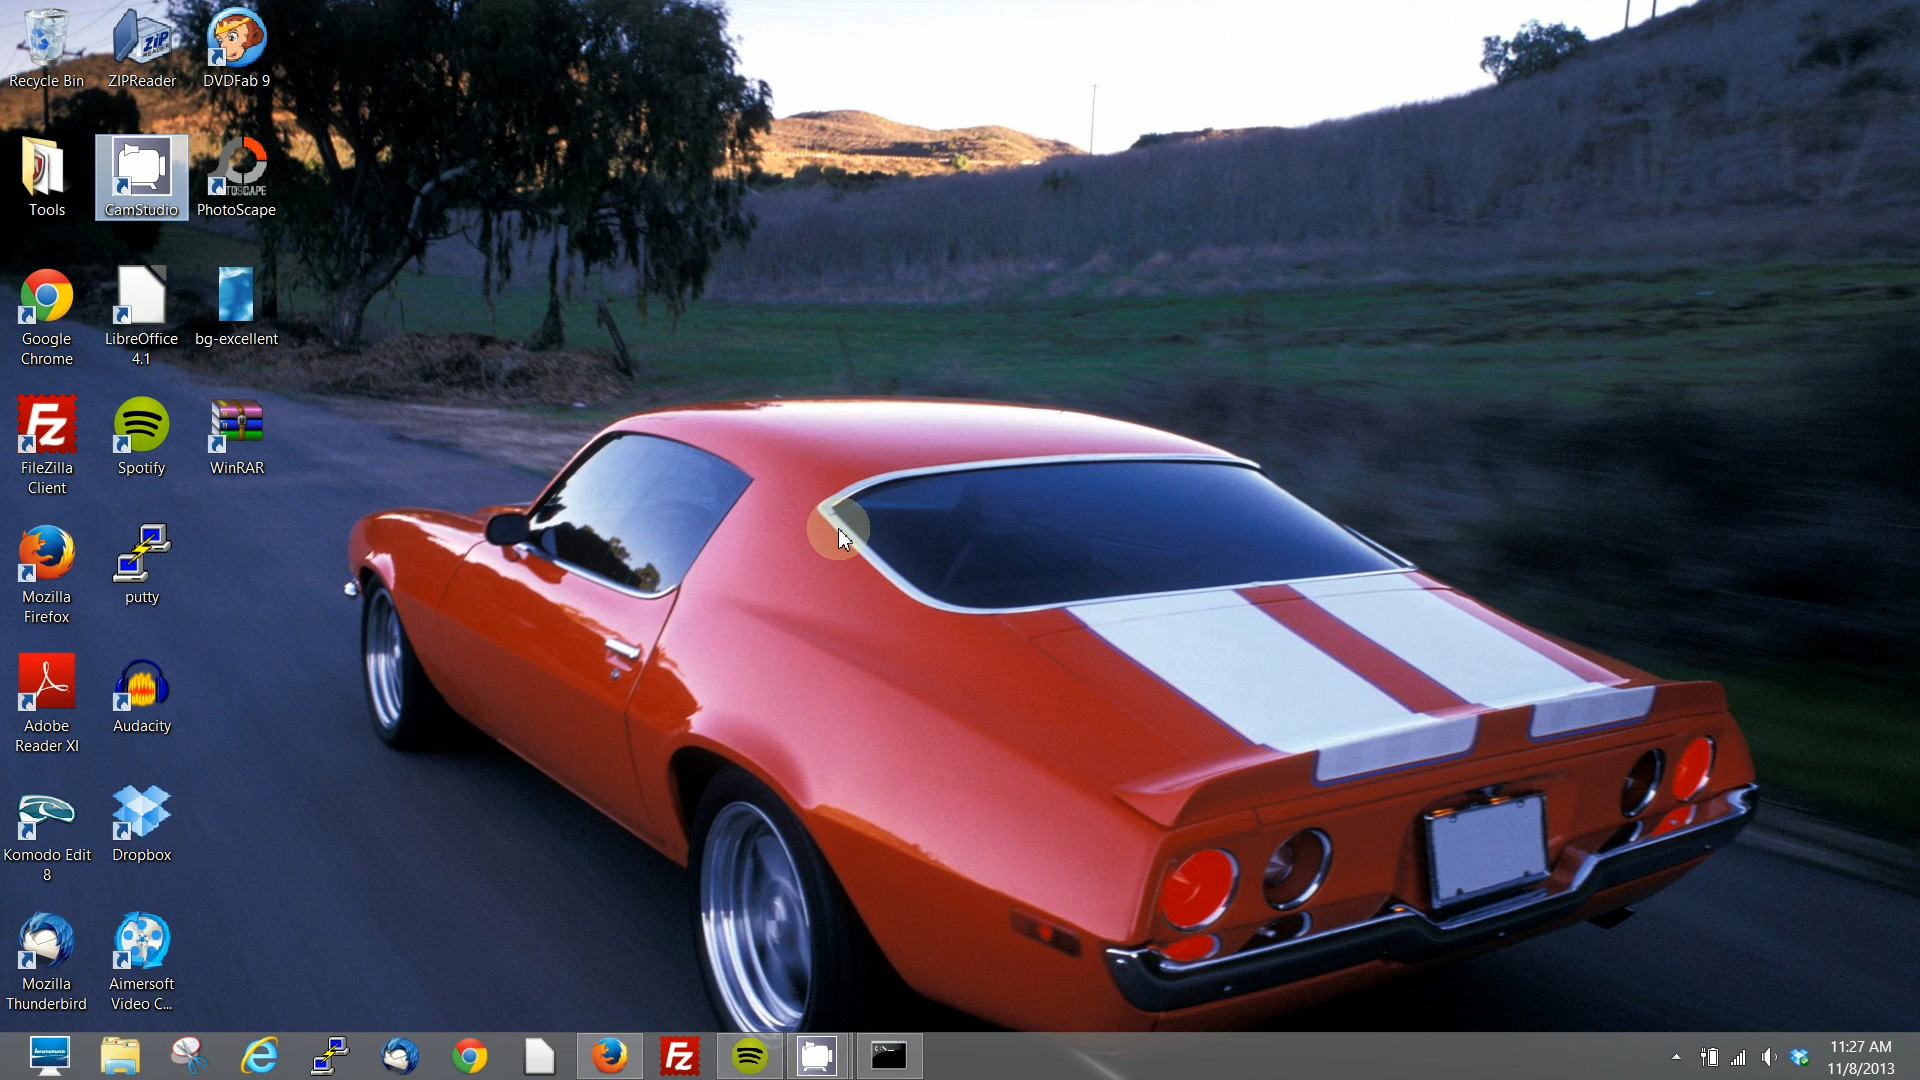 Recycle Bin
ZIPReader
DVDFab 9
Tools
CamStudio
PhotoScape
Google
Chrome
LibreOffice
4.1
bg-excellent
FileZilla
Client
Spotify
WinRAR
Mozilla
Firefox
putty
Adobe
Reader XI
Audacity
Komodo Edit
8
Dropbox
Mozilla
Thunderbird
Aimersoft
Video C...
11:27 AM
11/8/2013